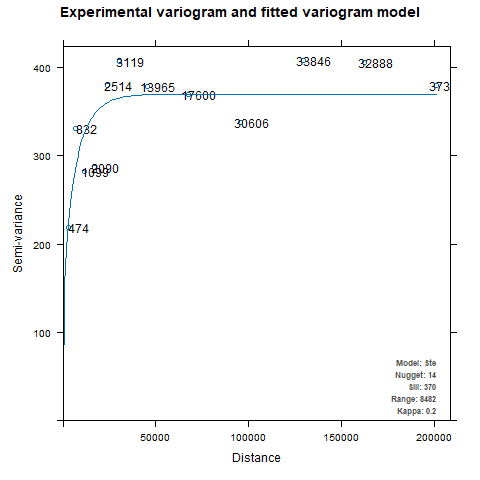 Experimental variogram and fitted variogram model
400
300
200
100
Semi-variance
3119
33846
32888
2514
13965
17600
832
30606
2090
1099
474
Model: Ste
Nugget: 14
Sill: 370
Range: 8482
Kappa: 0.2
50000 100000 150000 200000
Distance